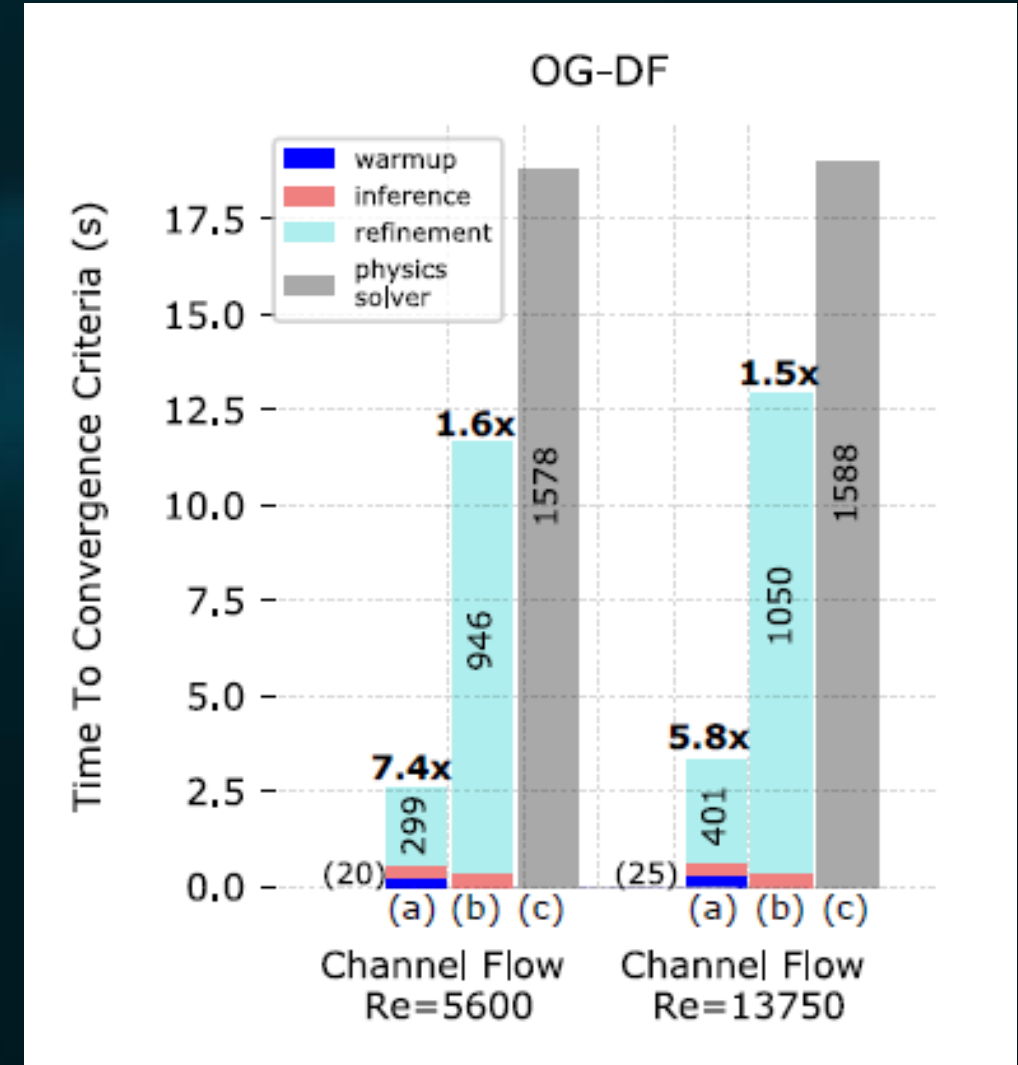 OG-DF
Time To Convergence Criteria (s)
17.5
15.0
12.5
10.0
7.5
5.0
2.5
0.0
warmup
inference
refinement
physics
solver
7.4x
299
(20)
1.6x
946
1578
5.8x
401
(25)
1.5x
1050
1588
(a) (b) (c)
(a) (b) (c)
Channel Flow
Re=5600
Channel Flow
Re=13750